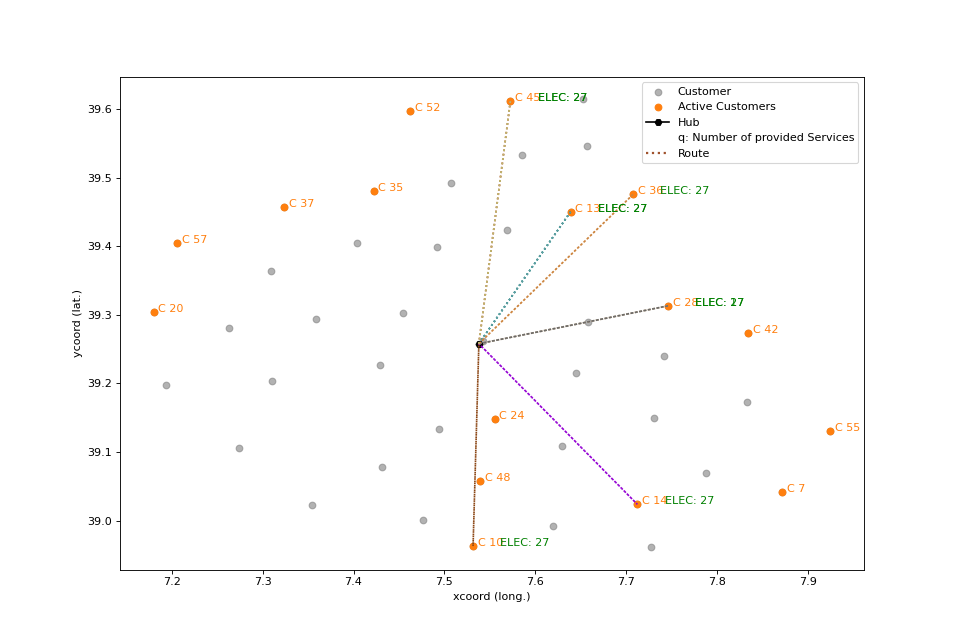 Customer
Active Customers
Hub
q: Number of provided Services
Route
C 45 ELEC: 27
C 52
C 36 ELEC: 27
C 35
C 13 ELEC: 27
C 37
C 57
C 20
C 28 ELEC:
C 42
C 24
C 55
C 48
C 7
C 14 ELEC: 27
C 10 ELEC: 27
39.6
39.5
39.4
39.3
39.2
39.1
39.0
ycoord (lat.)
7.2 7.3 7.4 7.5 7.6 7.7 7.8 7.9
xcoord (long.)